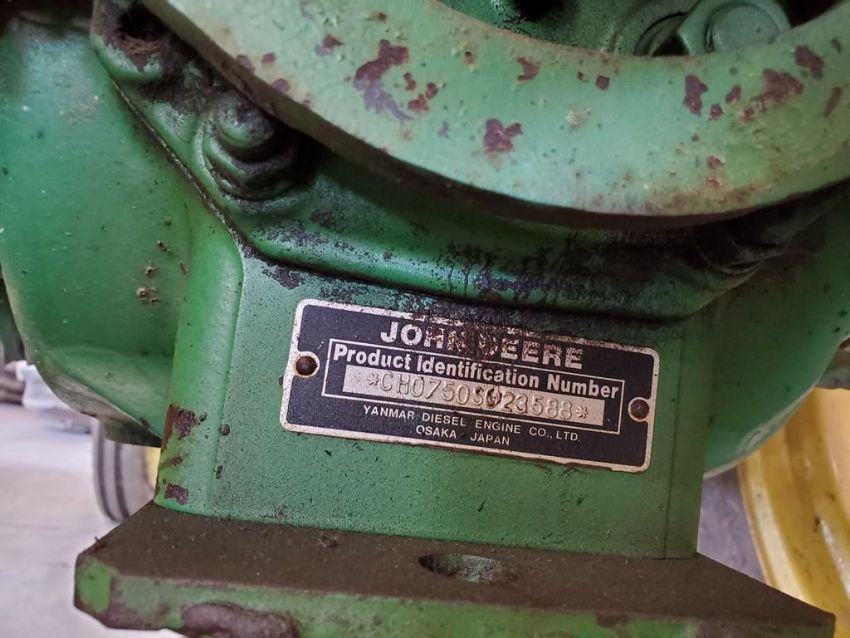 JOHN DEERE
Product Identification Number
*CH0750S023588*
YANMAR DIESEL ENGINE CO., LTD.
OSAKA JAPAN